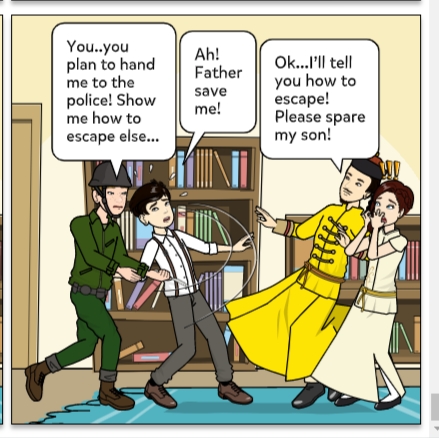 You..you
plan to hand
me to the
police! Show
me how to
escape else...
Ah!
Father
save
me!
Ok...I'll tell
you how to
escape!
Please spare
my son!
!!!